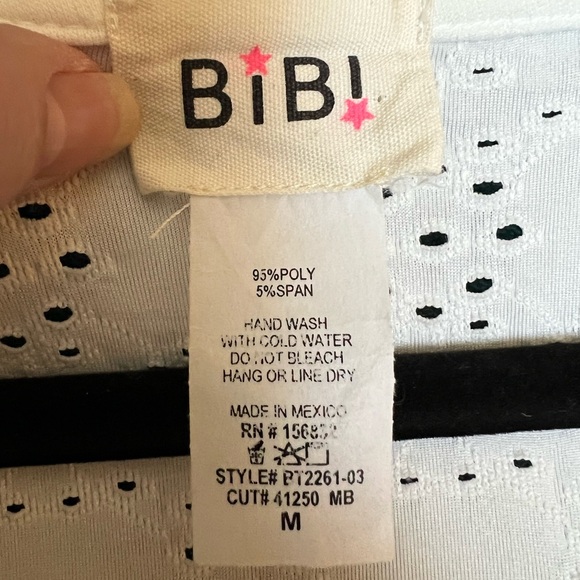 BiBi
95%POLY
5%SPAN
HAND WASH
WITH COLD WATER
DO NOT BLEACH
HANG OR LINE DRY
MADE IN MEXICO
RN #
STYLE# PT2261-03
CUT# 41250 MB
M